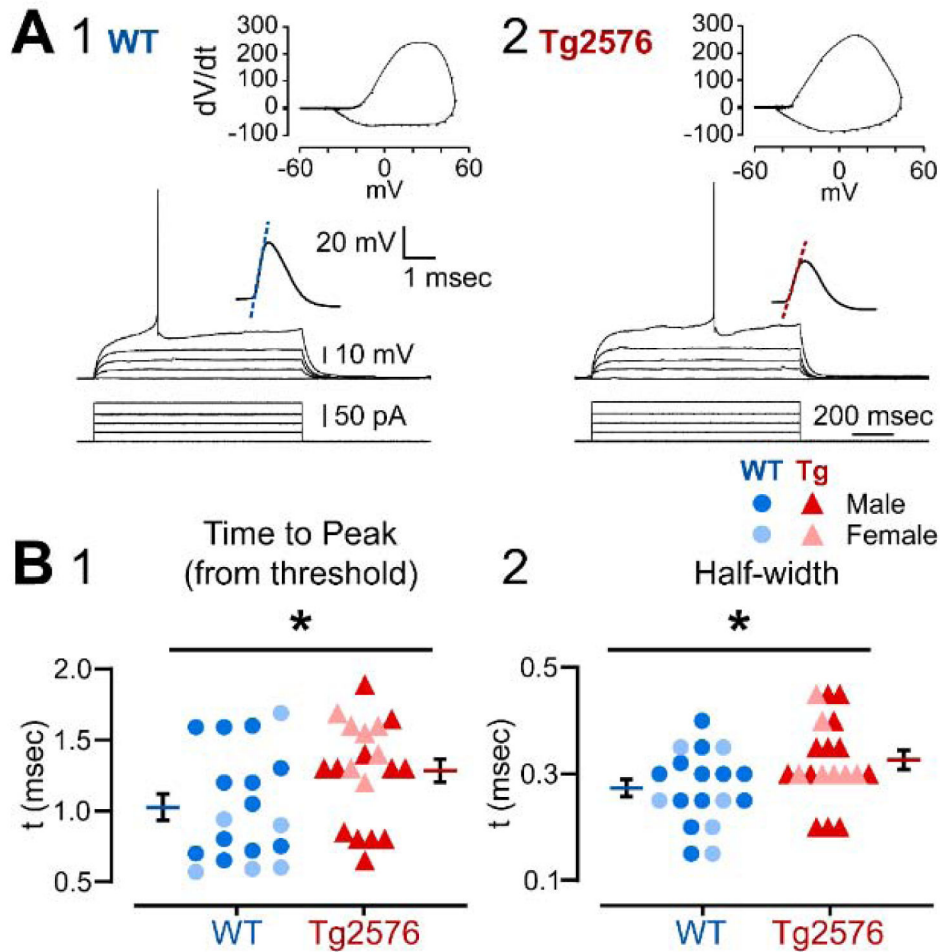 A 1 WT
dV/dt
300
200
100
0
-100
-60 0 60
mV
2 Tg2576
300
200
100
0
-100
-60 0 60
mV
20 mV
1 msec
10 mV
50 pA
200 msec
WT Tg
Male
Female
B 1 Time to Peak
(from threshold)
*
t (msec)
2.0
1.5
1.0
0.5
WT Tg2576
2 Half-width
*
t (msec)
0.5
0.3
0.1
WT Tg2576